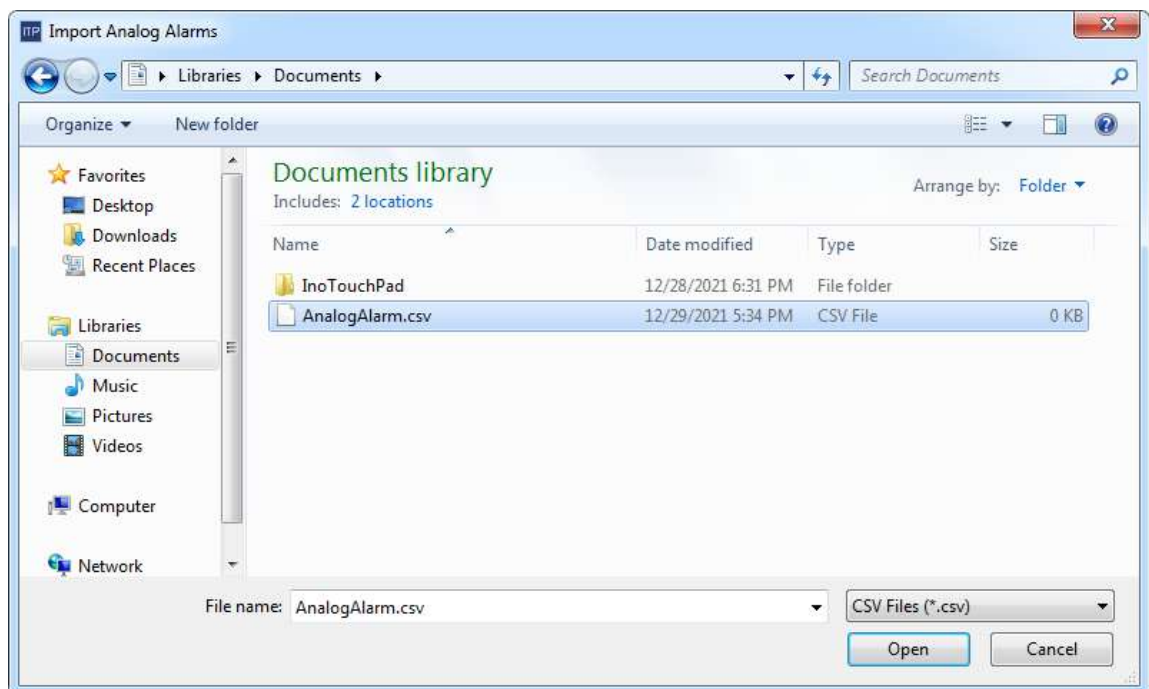 ITP Import Analog Alarms
Libraries Documents Search Documents
Organize New folder
Favorites
Desktop
Downloads
Recent Places
Libraries
Documents
Music
Pictures
Videos
Computer
Network
Documents library
Includes: 2 locations
Arrange by: Folder
Name Date modified Type Size
InoTouchPad 12/28/2021 6:31 PM File folder
AnalogAlarm.csv 12/29/2021 5:34 PM CSV File 0 KB
File name: AnalogAlarm.csv CSV Files (*.csv)
Open Cancel